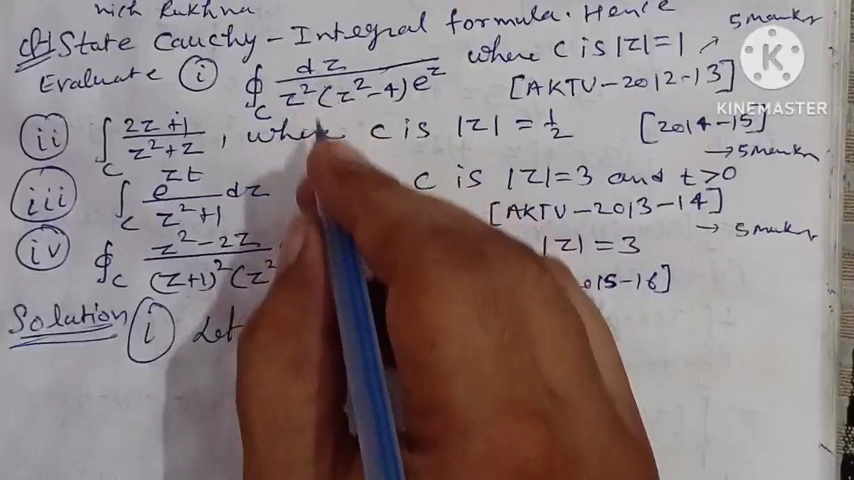 nich Rukhna
State Cauchy-Integral formula. Hence
5 marks
Evaluate (i) ∮_C dz / z²(z²-4)e^z where C is |z|=1
[AKTU-2012-13]
KINEMASTER
(ii) ∫_C 2z+1 / z²+z, where C is |z| = 1/2 [2014-15]
→ 5 marks
(iii) ∫_C e^zt / z²+1 dz C is |z|=3 and t>0
[AKTU-2013-14]
→ 5 marks
(iv) ∮_C z²-2z / (z+1)²(z² |z|=3
015-16]
Solution (i) Let